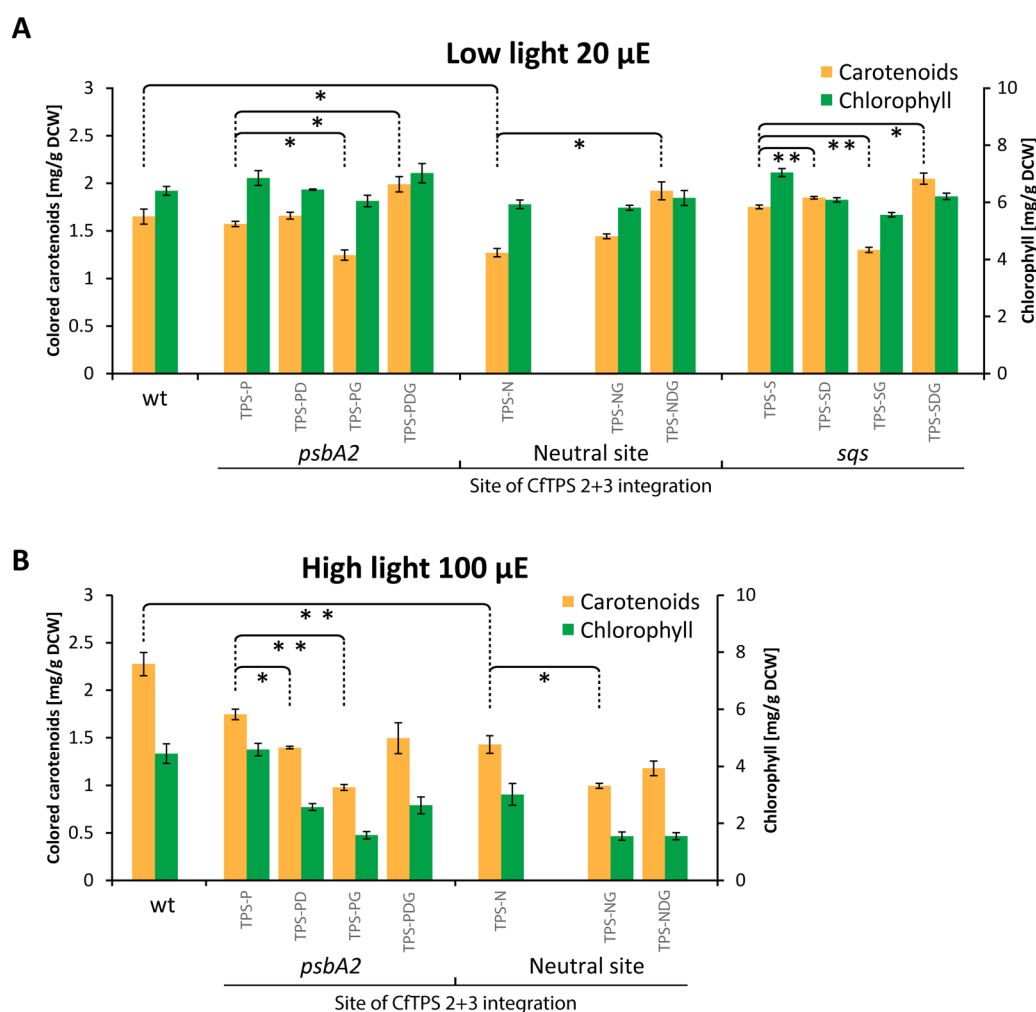 A
Low light 20 µE
Carotenoids
Chlorophyll
Colored carotenoids [mg/g DCW]
3
2.5
2
1.5
1
0.5
0
Chlorophyll [mg/g DCW]
10
8
6
4
2
0
*
*
*
*
**
**
*
wt
TPS-P
TPS-PD
TPS-PG
TPS-PDG
TPS-N
TPS-NG
TPS-NDG
TPS-S
TPS-SD
TPS-SG
TPS-SDG
psbA2
Neutral site
sqs
Site of CfTPS 2+3 integration
B
High light 100 µE
Carotenoids
Chlorophyll
Colored carotenoids [mg/g DCW]
3
2.5
2
1.5
1
0.5
0
Chlorophyll [mg/g DCW]
10
8
6
4
2
0
* *
* *
*
*
wt
TPS-P
TPS-PD
TPS-PG
TPS-PDG
TPS-N
TPS-NG
TPS-NDG
psbA2
Neutral site
Site of CfTPS 2+3 integration